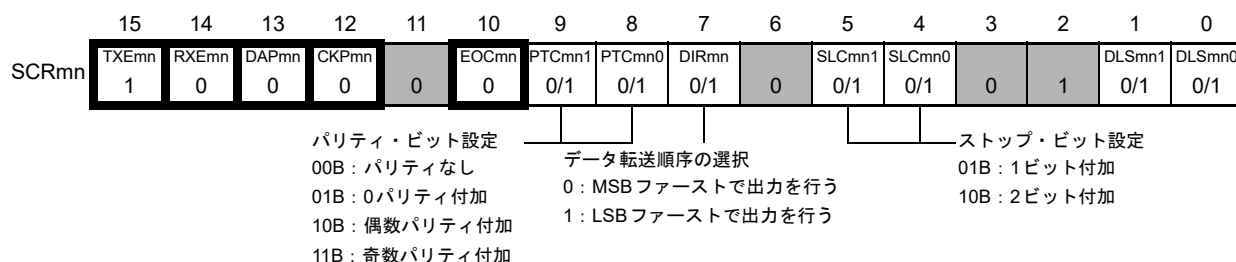 15 14 13 12 11 10 9 8 7 6 5 4 3 2 1 0
SCRmn TXEmn RXEmn DAPmn CKPmn EOCmn PTCmn1 PTCmn0 DIRmn SLCmn1 SLCmn0 DLSmn1 DLSmn0
1 0 0 0 0 0 0/1 0/1 0/1 0 0/1 0/1 0 1 0/1 0/1
パリティ・ビット設定
00B：パリティなし
01B：0パリティ付加
10B：偶数パリティ付加
11B：奇数パリティ付加
データ転送順序の選択
0：MSBファーストで出力を行う
1：LSBファーストで出力を行う
ストップ・ビット設定
01B：1ビット付加
10B：2ビット付加